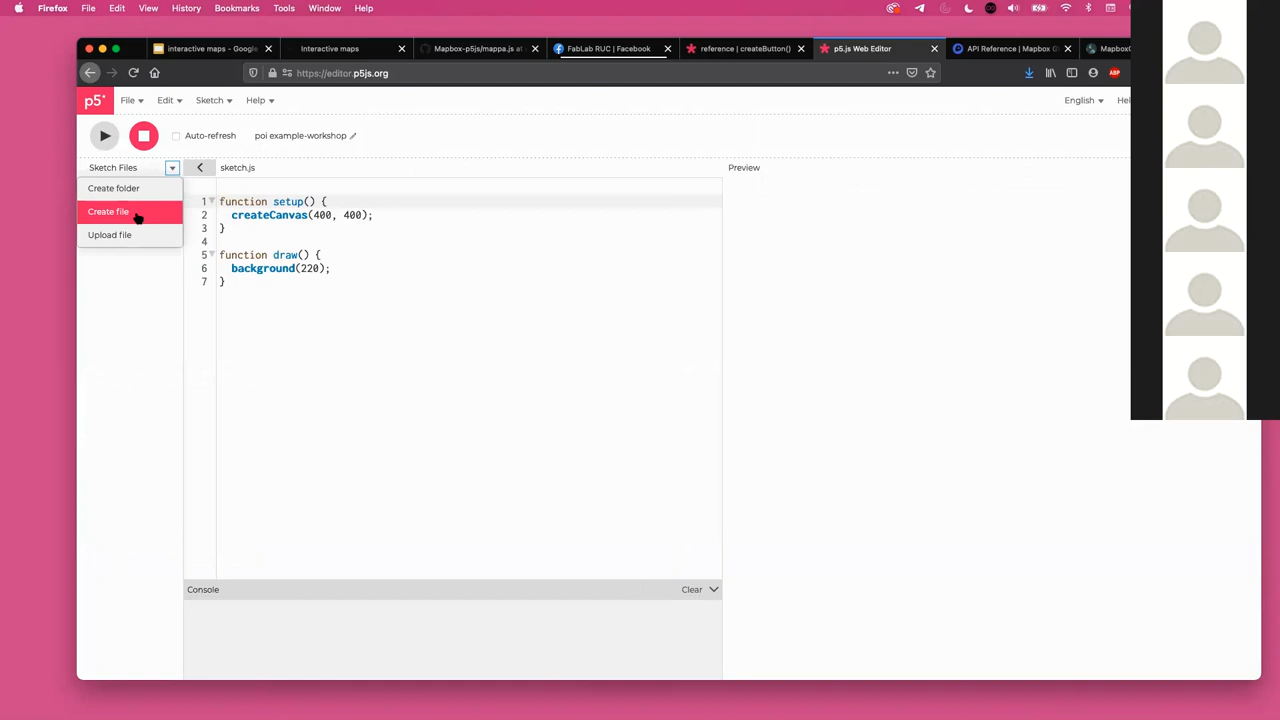 Firefox File Edit View History Bookmarks Tools Window Help
interactive maps - Google Interactive maps Mapbox-p5js/mappa.js at FabLab RUC | Facebook reference | createButton() p5.js Web Editor API Reference | Mapbox G MapboxG
https://editor.p5js.org ABP
p5* File Edit Sketch Help English Hel
Auto-refresh poi example-workshop
Sketch Files sketch.js Preview
Create folder
Create file
Upload file
1 function setup() {
2 createCanvas(400, 400);
3 }
4
5 function draw() {
6 background(220);
7 }
Console Clear